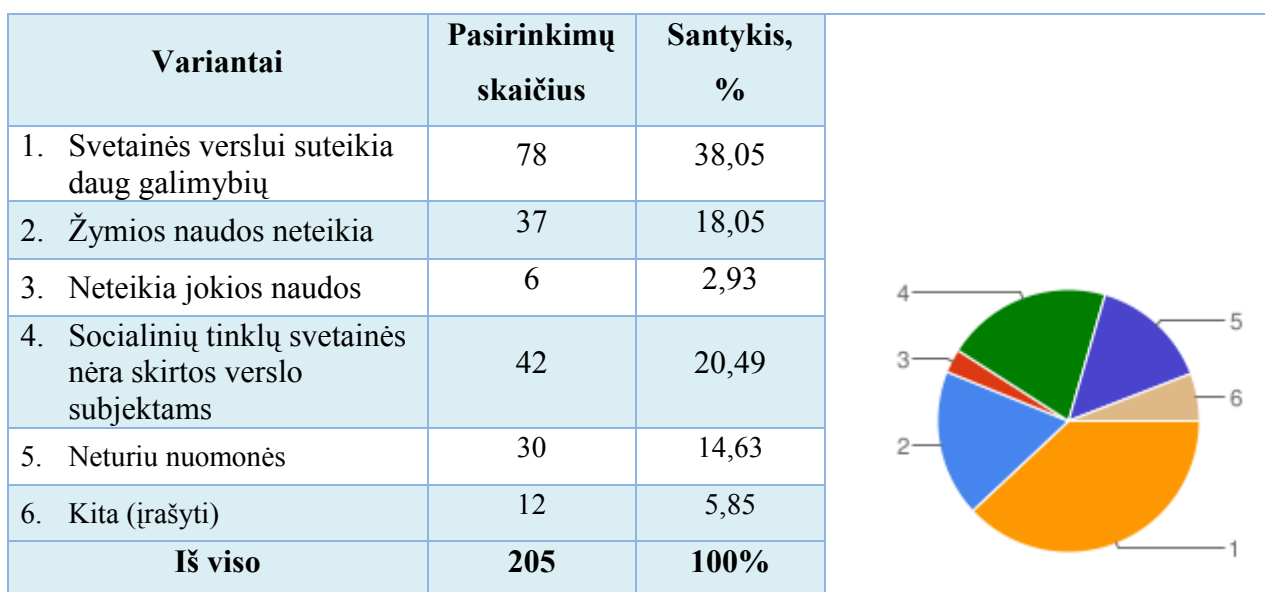 Variantai
Pasirinkimų
skaičius
Santykis,
%
1. Svetainės verslui suteikia
daug galimybių
78
38,05
2. Žymios naudos neteikia
37
18,05
3. Neteikia jokios naudos
6
2,93
4. Socialinių tinklų svetainės
nėra skirtos verslo
subjektams
42
20,49
5. Neturiu nuomonės
30
14,63
6. Kita (įrašyti)
12
5,85
Iš viso
205
100%
4
5
3
6
2
1